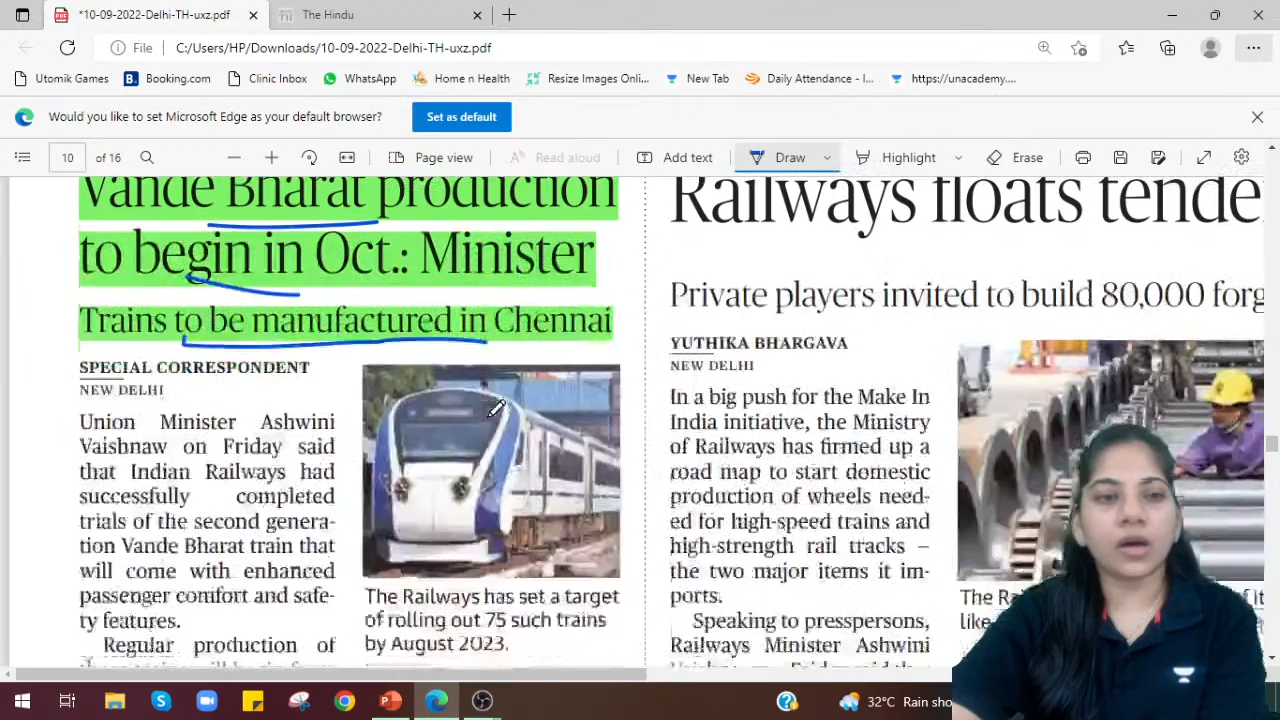 *10-09-2022-Delhi-TH-uxz.pdf
The Hindu
File
C:/Users/HP/Downloads/10-09-2022-Delhi-TH-uxz.pdf
Utomik Games
Booking.com
Clinic Inbox
WhatsApp
Home n Health
Resize Images Onli...
New Tab
Daily Attendance - I...
https://unacademy....
Would you like to set Microsoft Edge as your default browser?
Set as default
10
of 16
Page view
Read aloud
Add text
Draw
Highlight
Erase
Vande Bharat production
to begin in Oct.: Minister
Trains to be manufactured in Chennai
SPECIAL CORRESPONDENT
NEW DELHI
Union Minister Ashwini
Vaishnaw on Friday said
that Indian Railways had
successfully completed
trials of the second genera-
tion Vande Bharat train that
will come with enhanced
passenger comfort and safe-
ty features.
Regular production of
The Railways has set a target
of rolling out 75 such trains
by August 2023.
Railways floats tende
Private players invited to build 80,000 forg
YUTHIKA BHARGAVA
NEW DELHI
In a big push for the Make In
India initiative, the Ministry
of Railways has firmed up a
road map to start domestic
production of wheels need-
ed for high-speed trains and
high-strength rail tracks –
the two major items it im-
ports.
Speaking to presspersons,
Railways Minister Ashwini
The
like
32°C
Rain